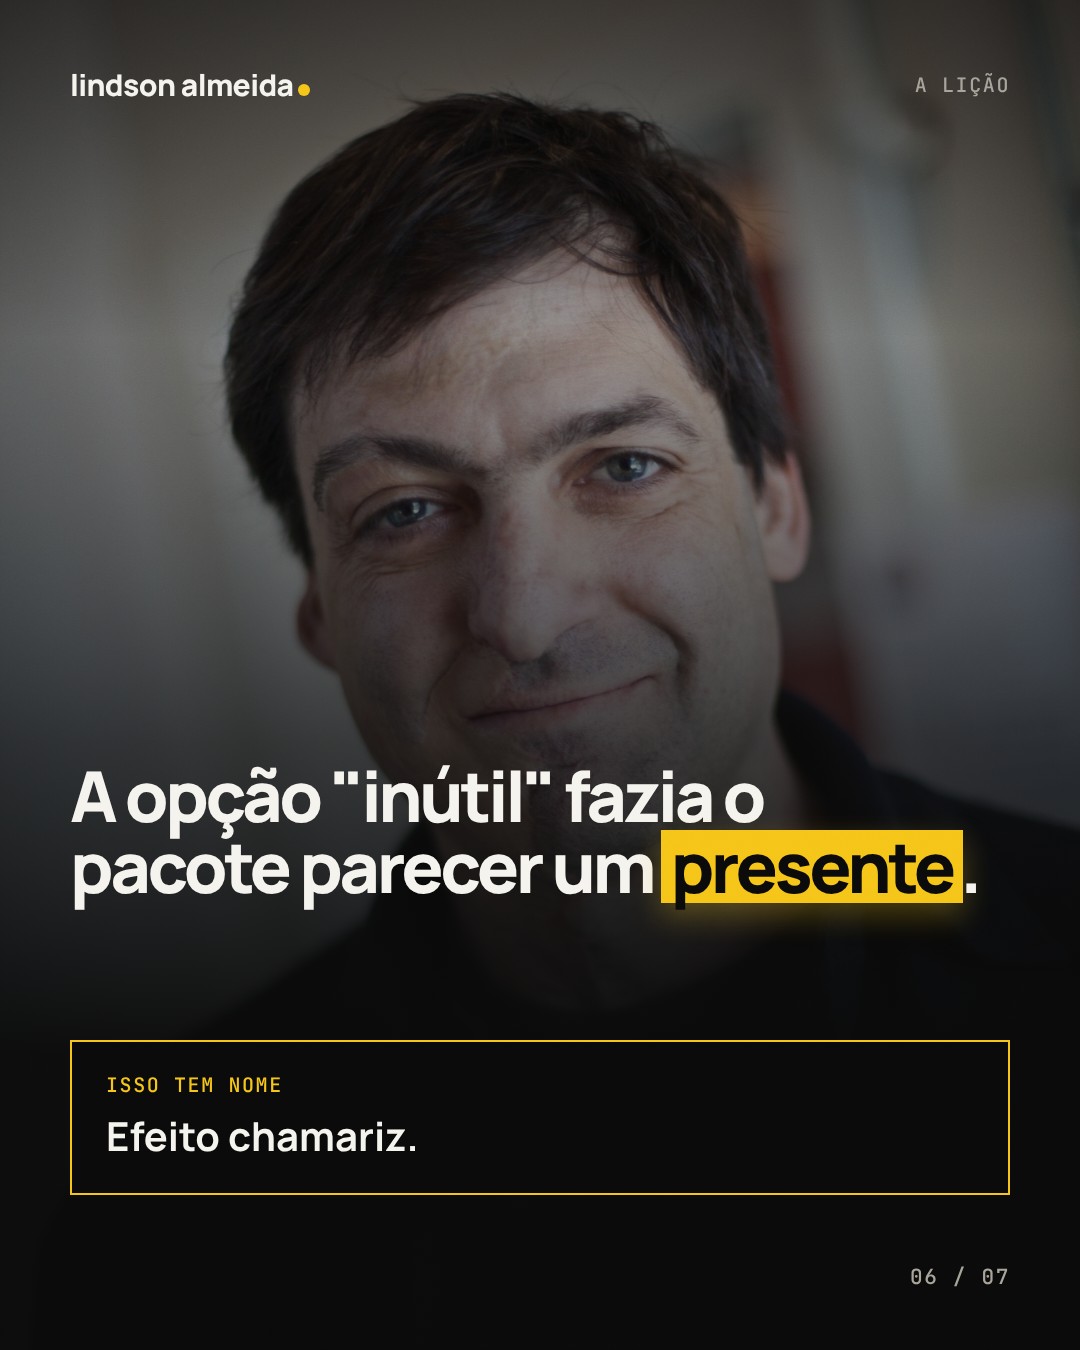 lindson almeida
A LIÇÃO
A opção "inútil" fazia o
pacote parecer um presente.
ISSO TEM NOME
Efeito chamariz.
06 / 07